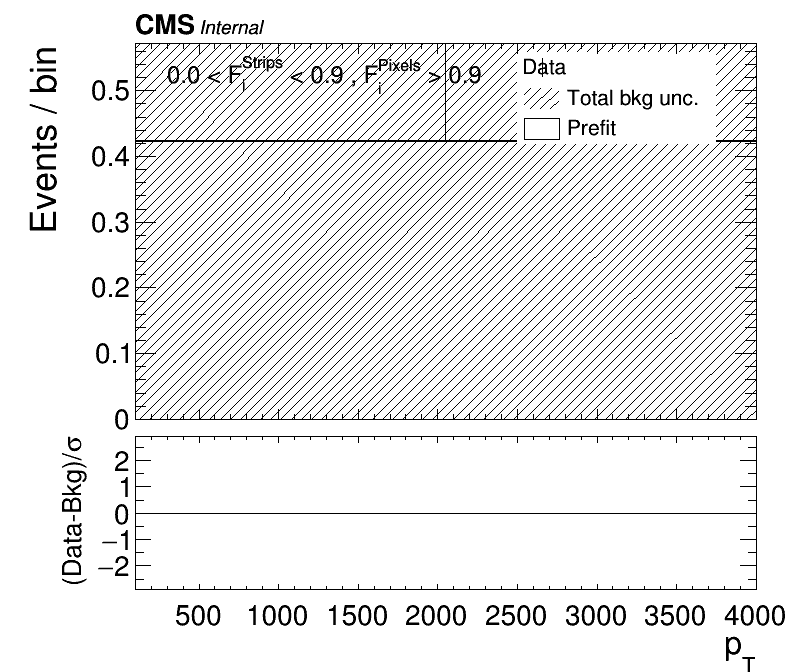 CMS Internal
Events / bin
0.0 < F_i^Strips < 0.9 , F_i^Pixels > 0.9
Data
Total bkg unc.
Prefit
0.5
0.4
0.3
0.2
0.1
0
(Data-Bkg)/σ
2
1
0
−1
−2
500 1000 1500 2000 2500 3000 3500 4000
p_T